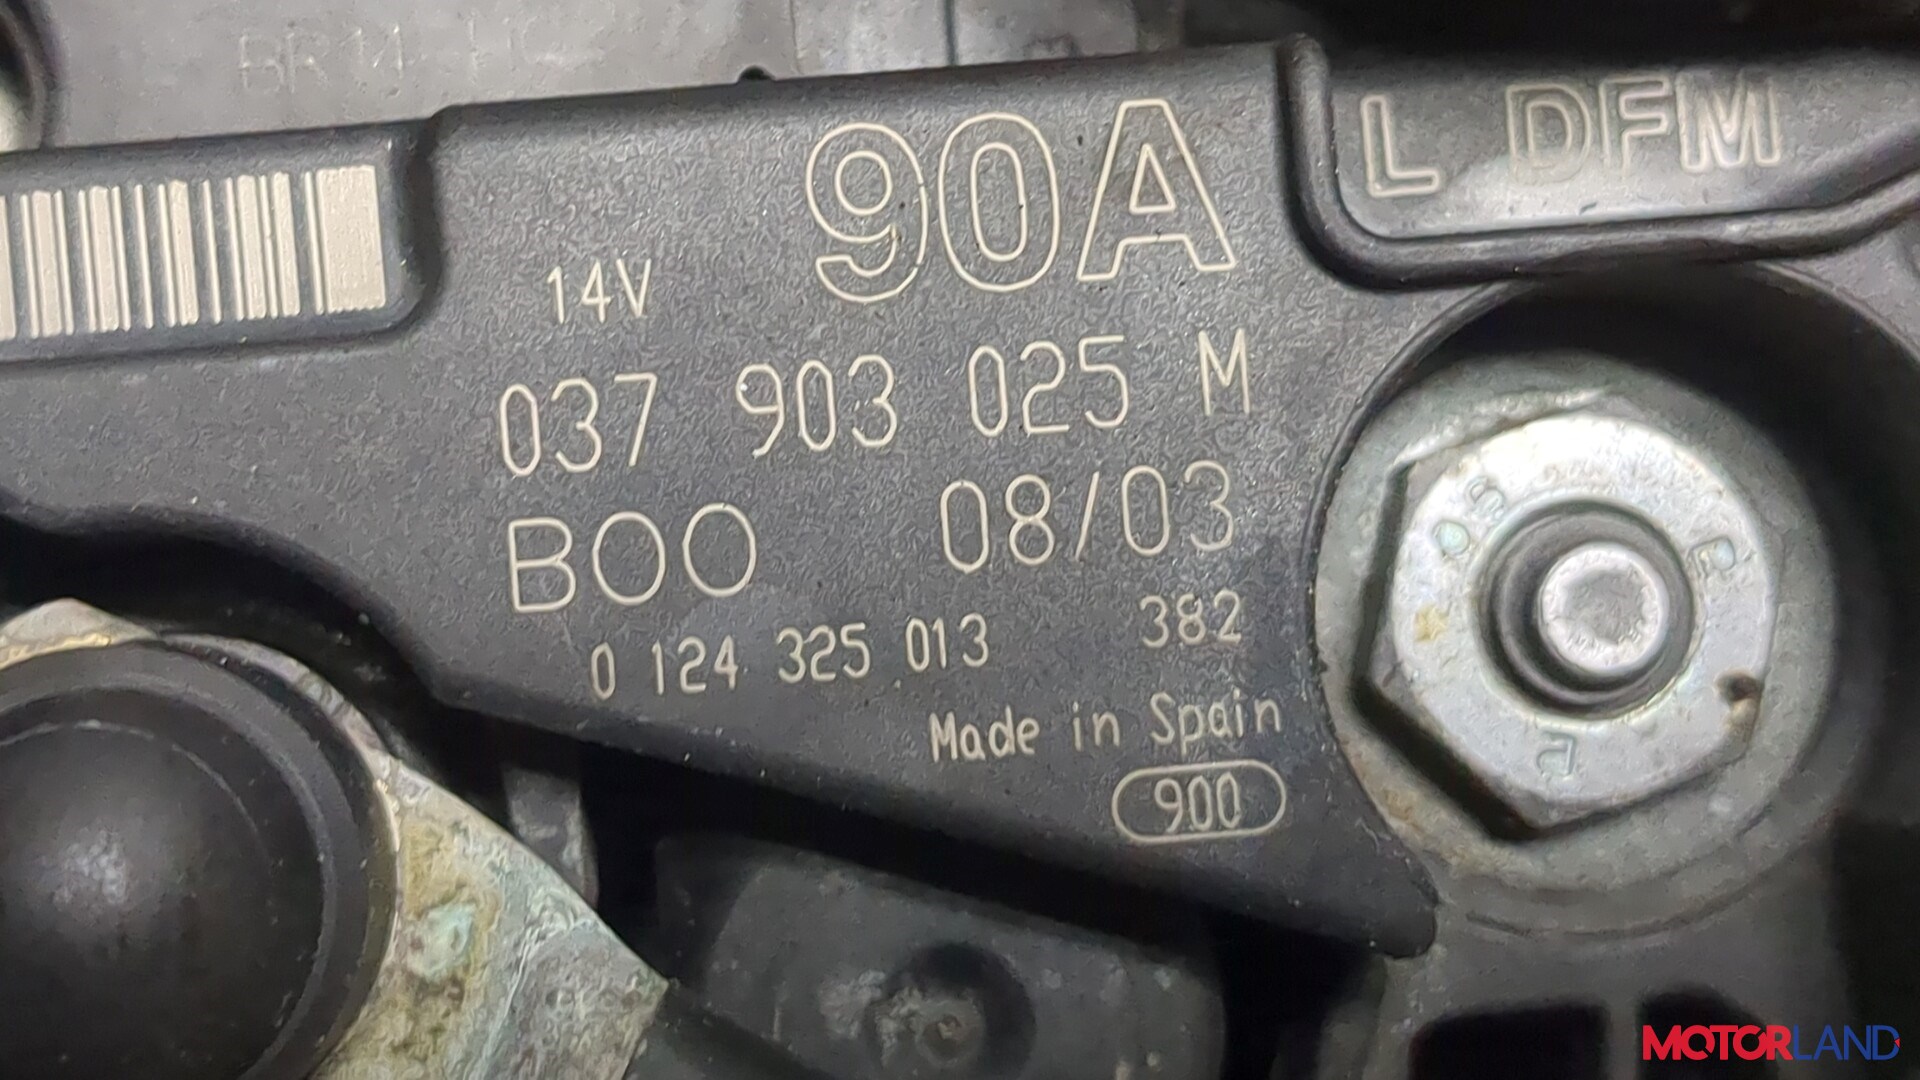 90A
L DFM
14V
037 903 025 M
BOO 08/03
0 124 325 013 382
Made in Spain
900
MOTORLAND